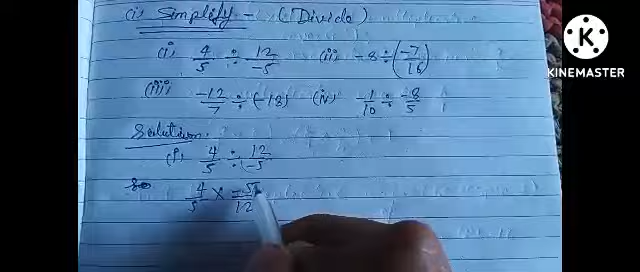 (i) Simplify - (Divide)
(i) 4/5 ÷ 12/-5 (ii) -8 ÷ (-7/16)
(iii) -12/7 ÷ (-18) (iv) -1/10 ÷ -8/5
Solution.
(i) 4/5 ÷ 12/-5
So 4/5 × -5/12
KINEMASTER